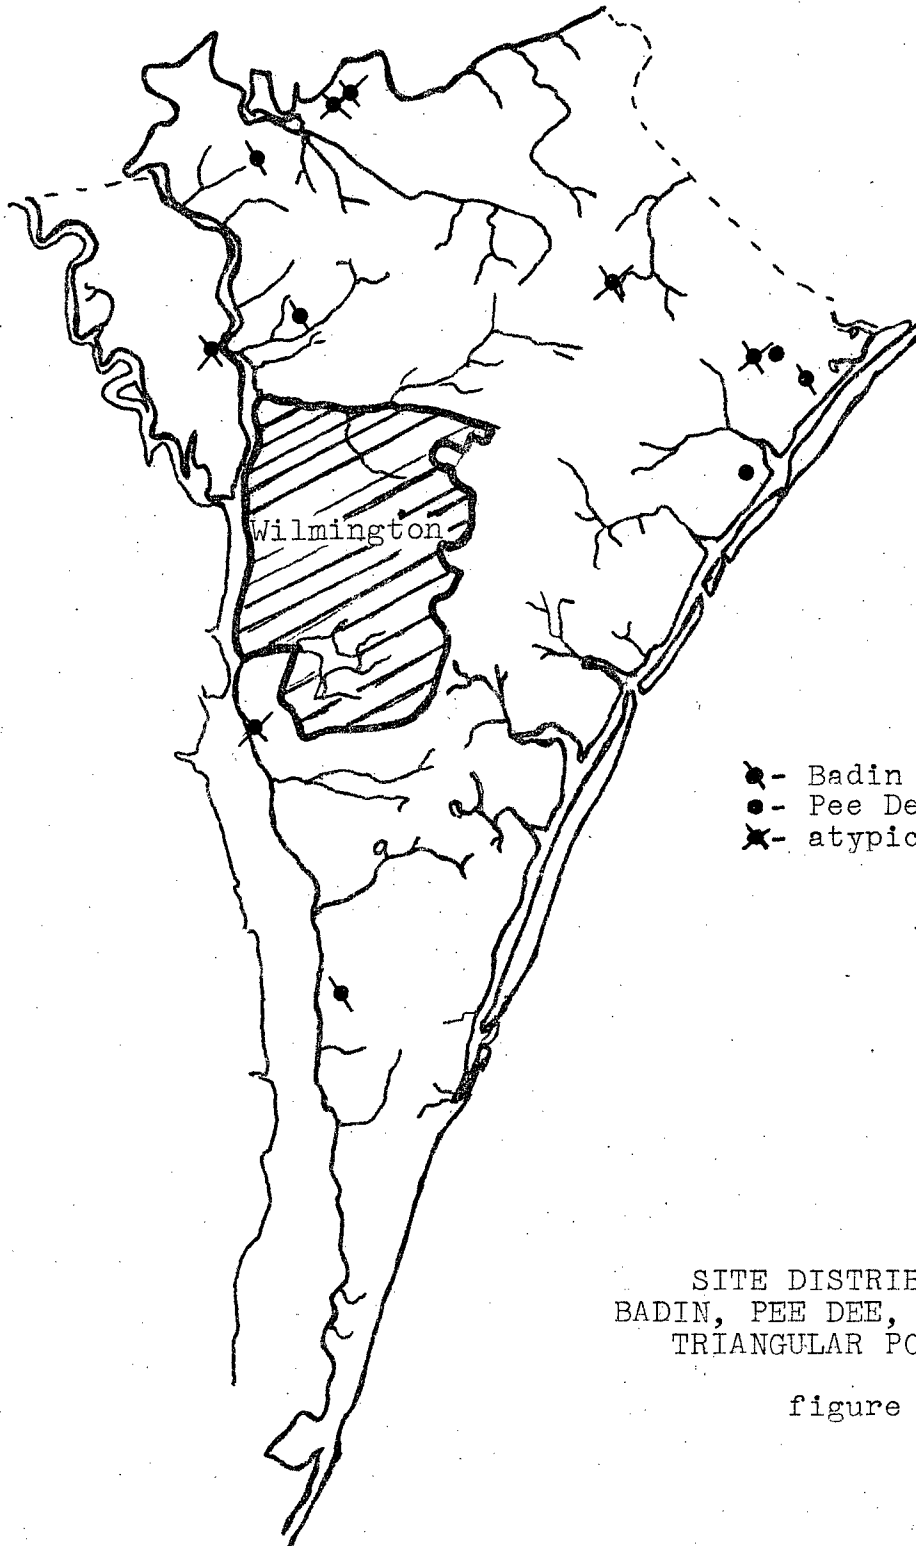 Wilmington
- Badin
- Pee De
- atypic
SITE DISTRIB
BADIN, PEE DEE,
TRIANGULAR PO
figure